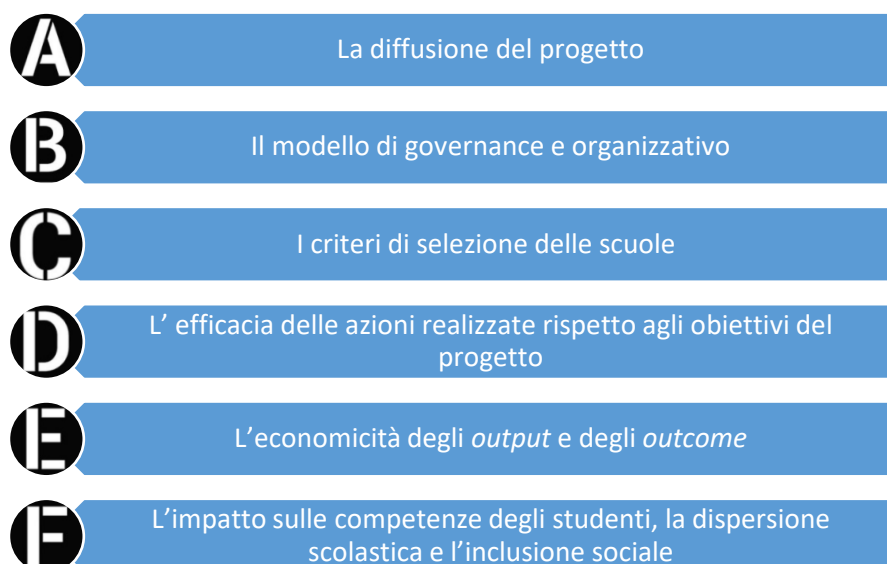 A
La diffusione del progetto
B
Il modello di governance e organizzativo
C
I criteri di selezione delle scuole
D
L’ efficacia delle azioni realizzate rispetto agli obiettivi del
progetto
E
L’economicità degli output e degli outcome
F
L’impatto sulle competenze degli studenti, la dispersione
scolastica e l’inclusione sociale